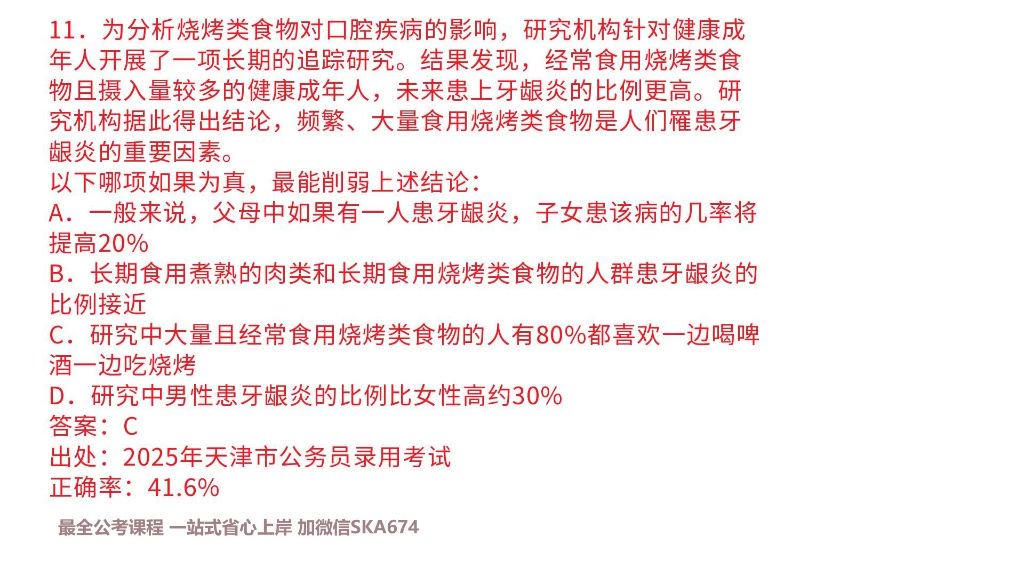 11．为分析烧烤类食物对口腔疾病的影响，研究机构针对健康成
年人开展了一项长期的追踪研究。结果发现，经常食用烧烤类食
物且摄入量较多的健康成年人，未来患上牙龈炎的比例更高。研
究机构据此得出结论，频繁、大量食用烧烤类食物是人们罹患牙
龈炎的重要因素。
以下哪项如果为真，最能削弱上述结论：
A．一般来说，父母中如果有一人患牙龈炎，子女患该病的几率将
提高20%
B．长期食用煮熟的肉类和长期食用烧烤类食物的人群患牙龈炎的
比例接近
C．研究中大量且经常食用烧烤类食物的人有80%都喜欢一边喝啤
酒一边吃烧烤
D．研究中男性患牙龈炎的比例比女性高约30%
答案：C
出处：2025年天津市公务员录用考试
正确率：41.6%
最全公考课程 一站式省心上岸 加微信SKA674